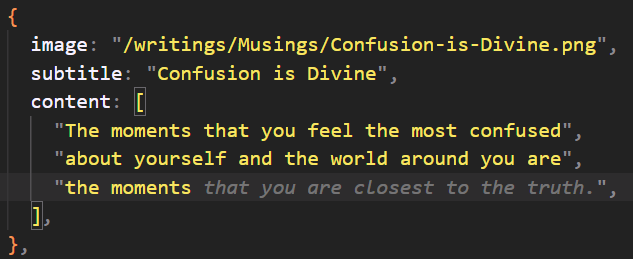 {
image: "/writings/Musings/Confusion-is-Divine.png",
subtitle: "Confusion is Divine",
content: [
"The moments that you feel the most confused",
"about yourself and the world around you are",
"the moments that you are closest to the truth.",
],
},